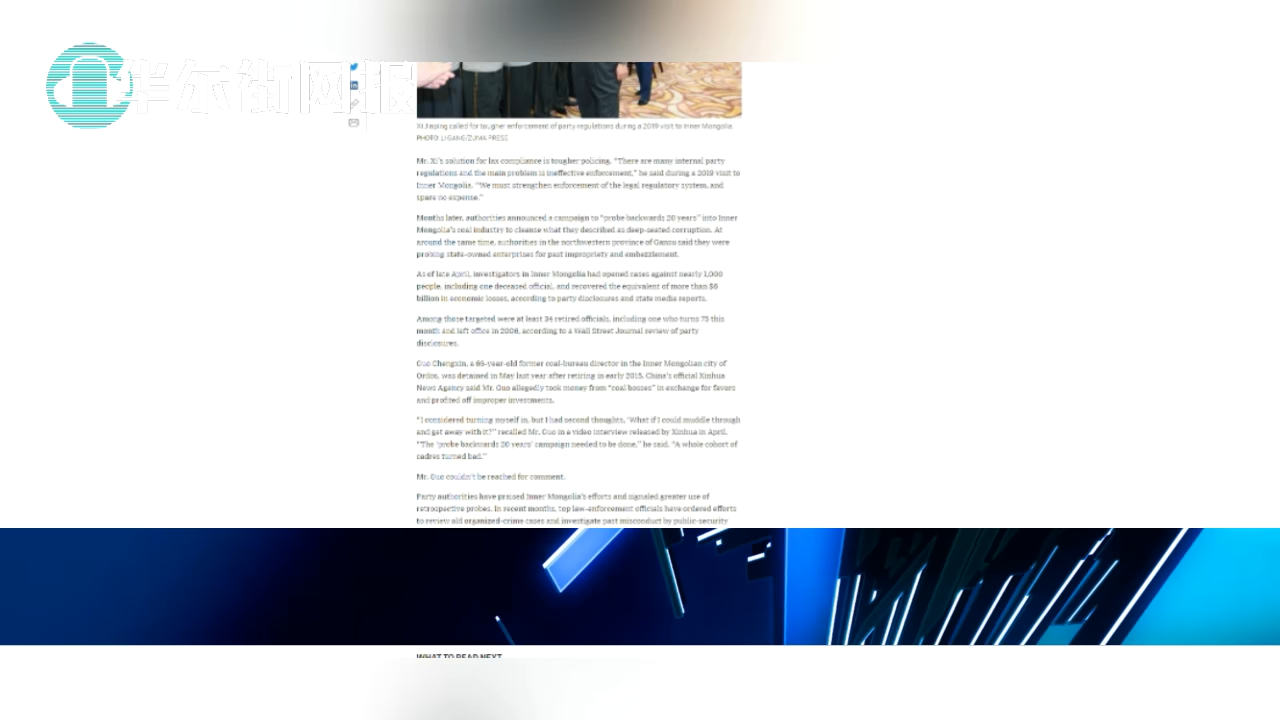 半尔街网报
Xi Jinping called for tougher enforcement of party regulations during a 2019 visit to Inner Mongolia.
PHOTO: LI GANG/ZUMA PRESS
Mr. Xi's solution for lax compliance is tougher policing. "There are many internal party
regulations and the main problem is ineffective enforcement," he said during a 2019 visit to
Inner Mongolia. "We must strengthen enforcement of the legal regulatory system, and
spare no expense."
Months later, authorities announced a campaign to "probe backwards 20 years" into Inner
Mongolia's coal industry to cleanse what they described as deep-seated corruption. At
around the same time, authorities in the northwestern province of Gansu said they were
probing state-owned enterprises for past impropriety and embezzlement.
As of late April, investigators in Inner Mongolia had opened cases against nearly 1,000
people, including one deceased official, and recovered the equivalent of more than $6
billion in economic losses, according to party disclosures and state media reports.
Among those targeted were at least 34 retired officials, including one who turns 75 this
month and left office in 2006, according to a Wall Street Journal review of party
disclosures.
Guo Chengxin, a 66-year-old former coal-bureau director in the Inner Mongolian city of
Ordos, was detained in May last year after retiring in early 2015. China's official Xinhua
News Agency said Mr. Guo allegedly took money from "coal bosses" in exchange for favors
and profited off improper investments.
"I considered turning myself in, but I had second thoughts, 'What if I could muddle through
and get away with it?'" recalled Mr. Guo in a video interview released by Xinhua in April.
"The 'probe backwards 20 years' campaign needed to be done," he said. "A whole cohort of
cadres turned bad."
Mr. Guo couldn't be reached for comment.
Party authorities have praised Inner Mongolia's efforts and signaled greater use of
retrospective probes. In recent months, top law-enforcement officials have ordered efforts
to review old organized-crime cases and investigate past misconduct by public-security
WHAT TO READ NEXT